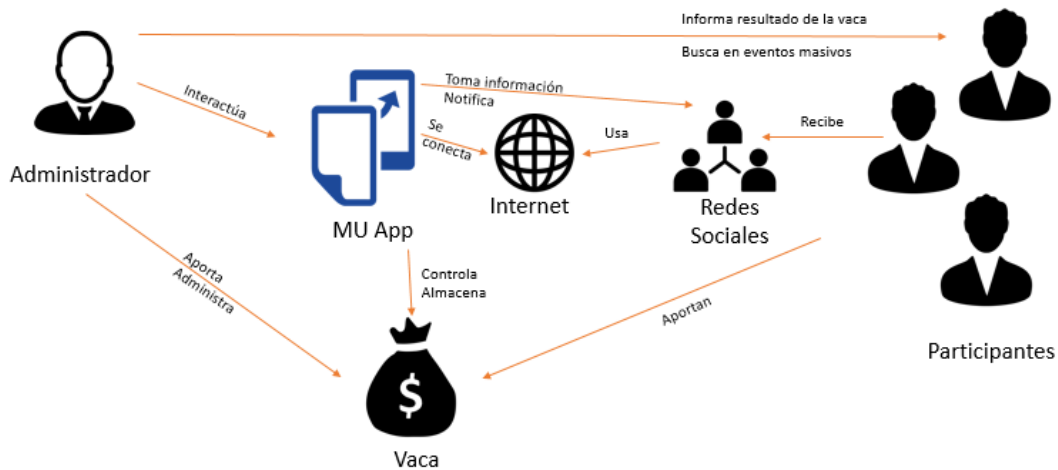 Informa resultado de la vaca
Busca en eventos masivos
Toma información
Notifica
Interactúa
Se
conecta
Usa
Recibe
Administrador
Internet
Redes
Sociales
MU App
Aporta
Administra
Controla
Almacena
Aportan
Participantes
$
Vaca